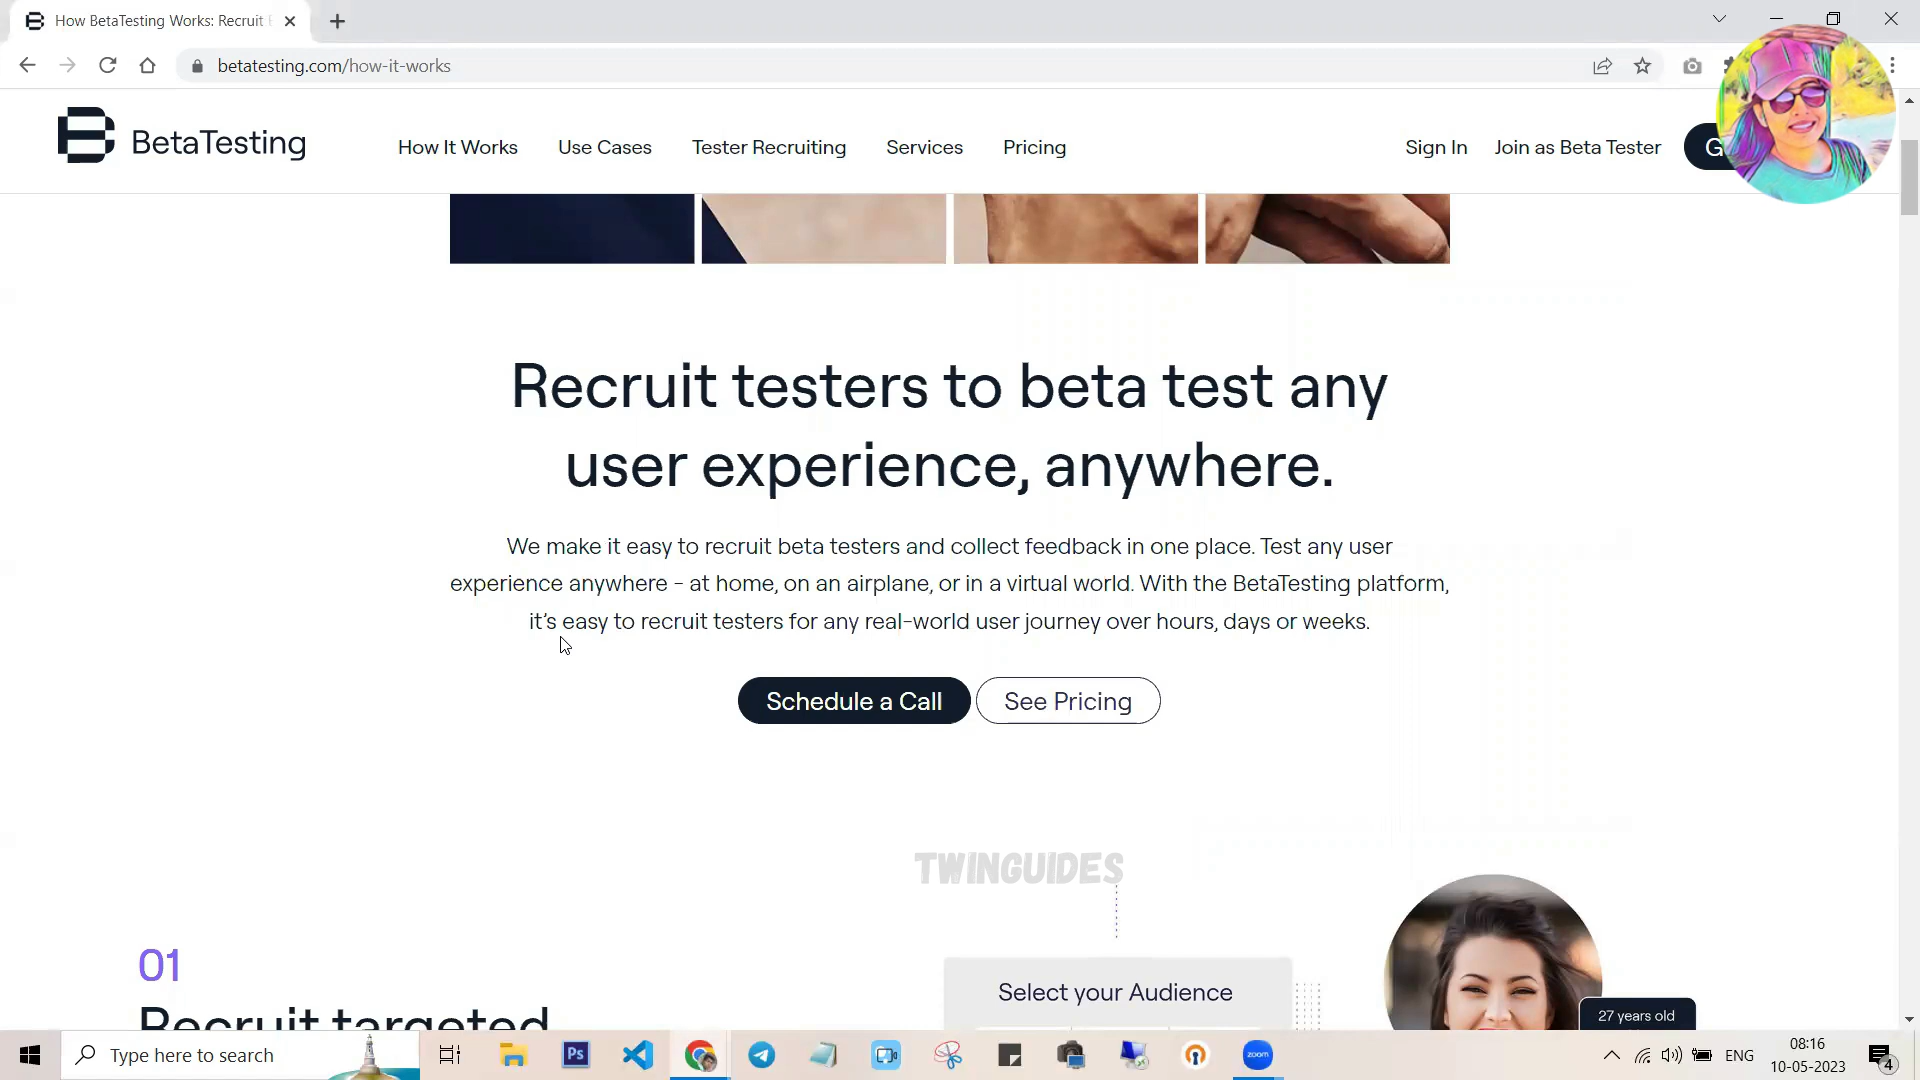 How BetaTesting Works: Recruit
betatesting.com/how-it-works
BetaTesting
How It Works
Use Cases
Tester Recruiting
Services
Pricing
Sign In
Join as Beta Tester
Recruit testers to beta test any
user experience, anywhere.
We make it easy to recruit beta testers and collect feedback in one place. Test any user
experience anywhere - at home, on an airplane, or in a virtual world. With the BetaTesting platform,
it's easy to recruit testers for any real-world user journey over hours, days or weeks.
Schedule a Call
See Pricing
TWINGUIDES
01
Recruit targeted
Select your Audience
27 years old
Type here to search
Ps
zoom
ENG
08:16
10-05-2023
4